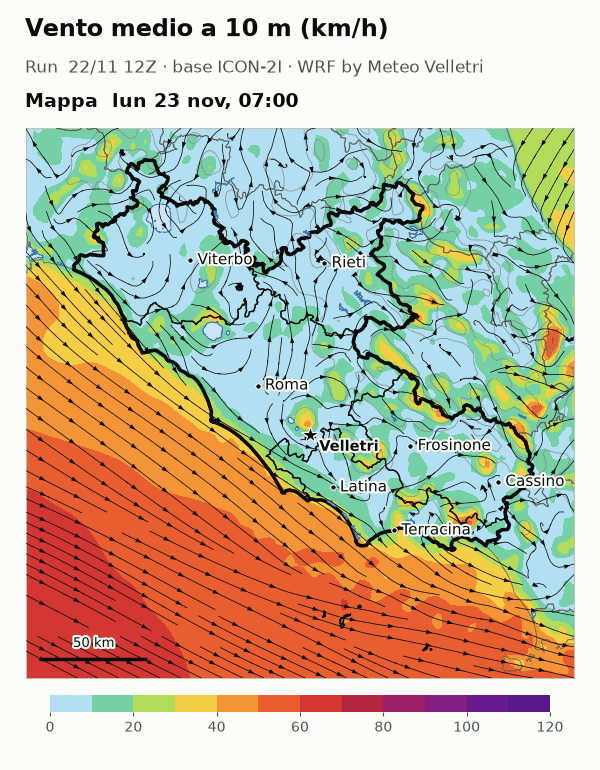 Vento medio a 10 m (km/h)
Run  22/11 12Z · base ICON-2I · WRF by Meteo Velletri
Mappa  lun 23 nov, 07:00
Viterbo
Rieti
Roma
Velletri
Frosinone
Cassino
Latina
Terracina
50 km
0 20 40 60 80 100 120